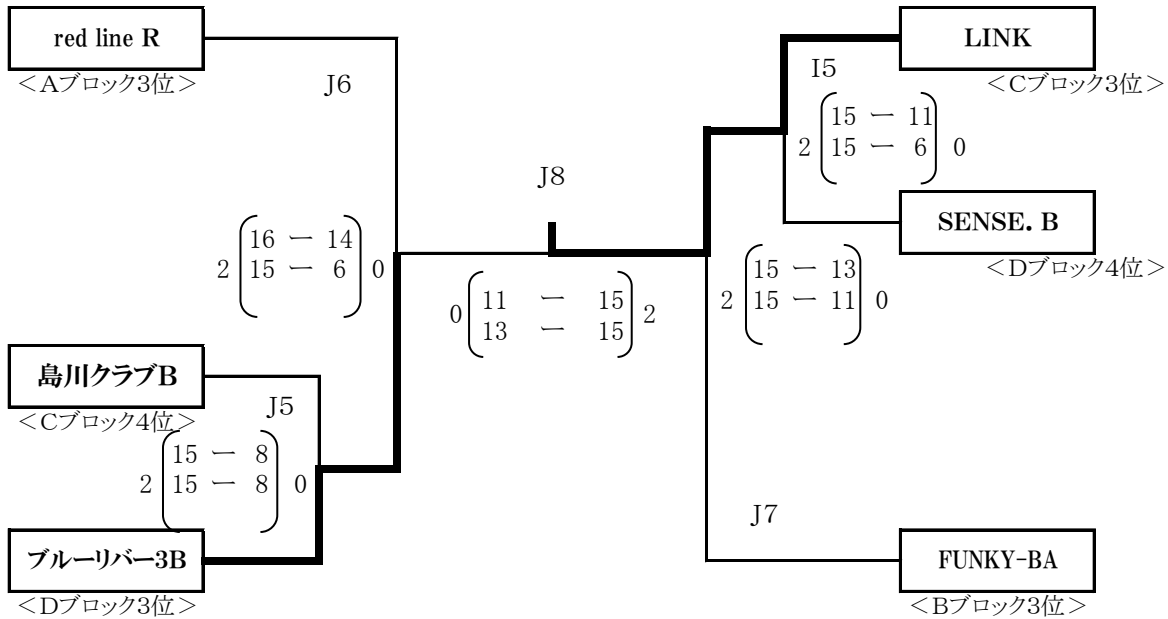 red line R
<Aブロック3位>
J6
LINK
<Cブロック3位>
I5
2 15 ー 11 0
15 ー 6
J8
SENSE. B
<Dブロック4位>
2 16 ー 14 0
15 ー 6
0 11 ー 15 2
13 ー 15
2 15 ー 13 0
15 ー 11
島川クラブB
<Cブロック4位>
J5
2 15 ー 8 0
15 ー 8
J7
ブルーリバー3B
<Dブロック3位>
FUNKY-BA
<Bブロック3位>